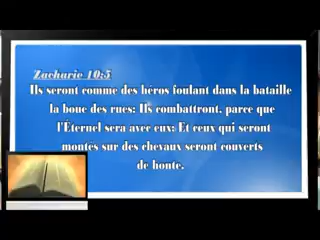 Zacharie 10:5
Ils seront comme des héros foulant dans la bataille
la boue des rues; Ils combattront, parce que
l'Éternel sera avec eux; Et ceux qui seront
montés sur des chevaux seront couverts
de honte.